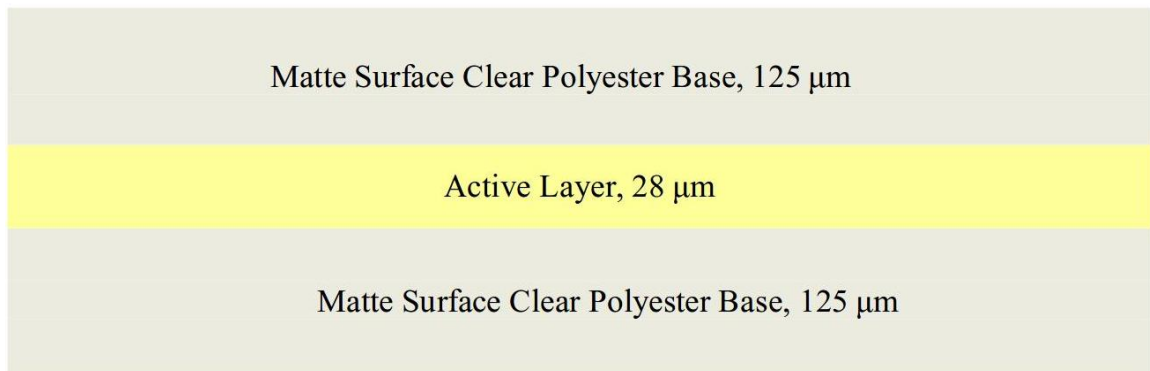 Matte Surface Clear Polyester Base, 125 μm
Active Layer, 28 μm
Matte Surface Clear Polyester Base, 125 μm